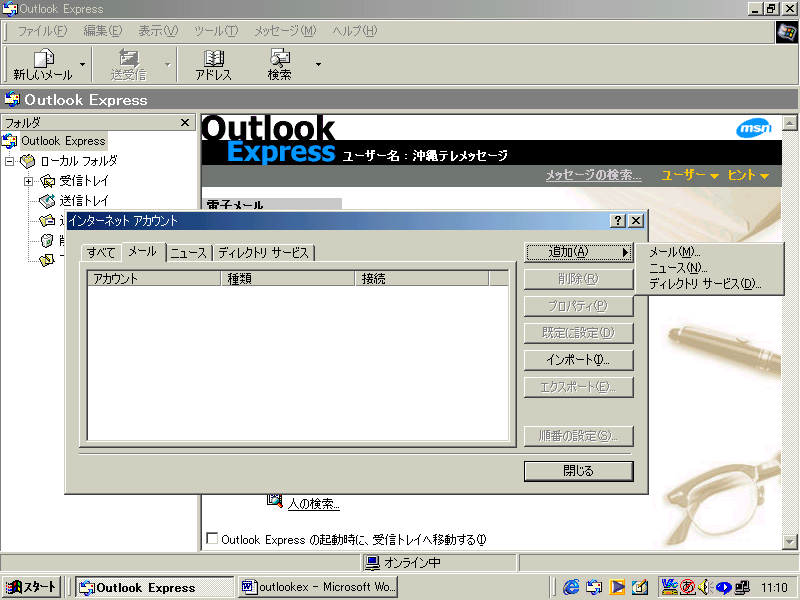 Outlook Express
ファイル(F) 編集(E) 表示(V) ツール(T) メッセージ(M) ヘルプ(H)
新しいメール 送受信 アドレス 検索
Outlook Express
フォルダ
Outlook Express
ローカル フォルダ
受信トレイ
送信トレイ
Outlook
Express
ユーザー名 : 沖縄テレメッセージ
msn
メッセージの検索... ユーザー ヒント
電子メール
インターネット アカウント
すべて メール ニュース ディレクトリ サービス
アカウント 種類 接続
追加(A)
削除(R)
プロパティ(P)
既定に設定(D)
インポート(I)...
エクスポート(E)...
順番の設定(S)...
閉じる
メール(M)...
ニュース(N)...
ディレクトリ サービス(D)...
人の検索...
Outlook Express の起動時に、受信トレイへ移動する(I)
オンライン中
スタート Outlook Express outlookex - Microsoft Wo... 11:10